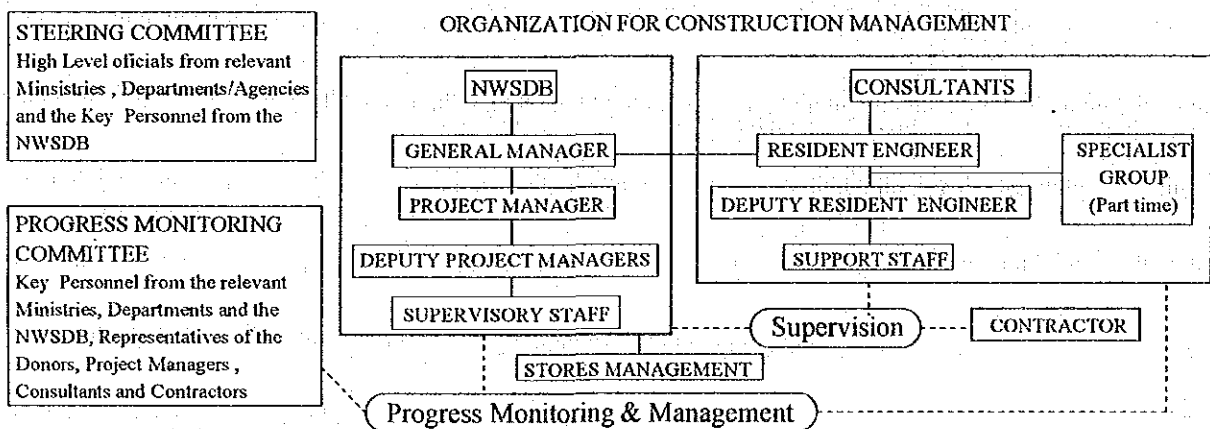 ORGANIZATION FOR CONSTRUCTION MANAGEMENT
STEERING COMMITTEE
High Level oficials from relevant
Minsistries , Departments/Agencies
and the Key Personnel from the
NWSDB
PROGRESS MONITORING
COMMITTEE
Key Personnel from the relevant
Ministries, Departments and the
NWSDB, Representatives of the
Donors, Project Managers ,
Consultants and Contractors
NWSDB
GENERAL MANAGER
PROJECT MANAGER
DEPUTY PROJECT MANAGERS
SUPERVISORY STAFF
STORES MANAGEMENT
CONSULTANTS
RESIDENT ENGINEER
DEPUTY RESIDENT ENGINEER
SUPPORT STAFF
SPECIALIST
GROUP
(Part time)
Supervision
CONTRACTOR
Progress Monitoring & Management